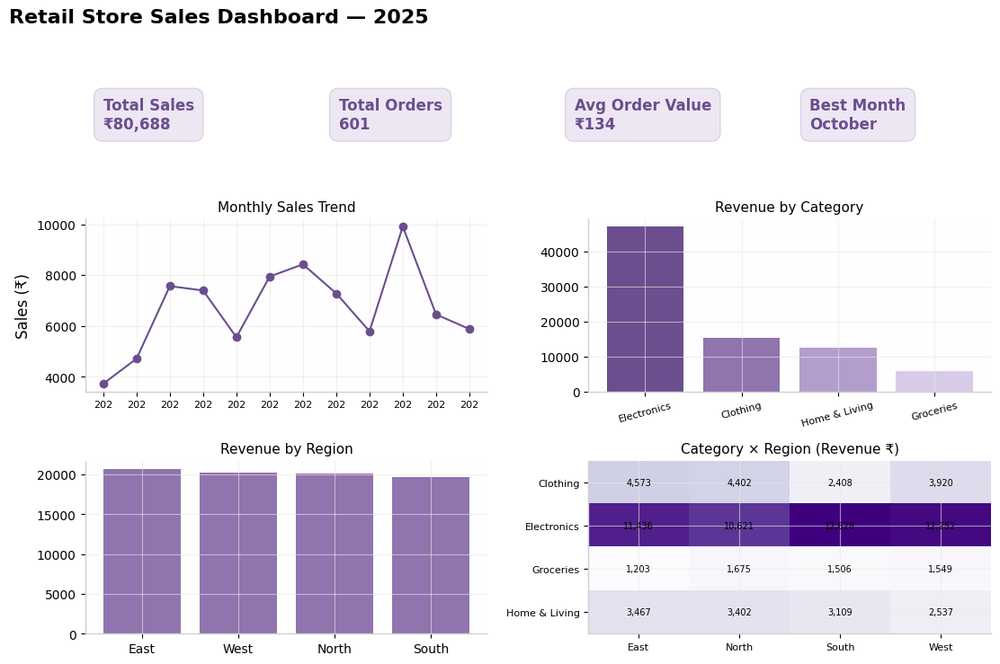 Retail Store Sales Dashboard — 2025
Total Sales
₹80,688
Total Orders
601
Avg Order Value
₹134
Best Month
October
Monthly Sales Trend
Sales (₹)
10000
8000
6000
4000
202 202 202 202 202 202 202 202 202 202 202 202
Revenue by Category
40000
30000
20000
10000
0
Electronics Clothing Home & Living Groceries
Revenue by Region
20000
15000
10000
5000
0
East West North South
Category × Region (Revenue ₹)
Clothing 4,573 4,402 2,408 3,920
Electronics 11,436 10,621 12,628 12,252
Groceries 1,203 1,675 1,506 1,549
Home & Living 3,467 3,402 3,109 2,537
East North South West